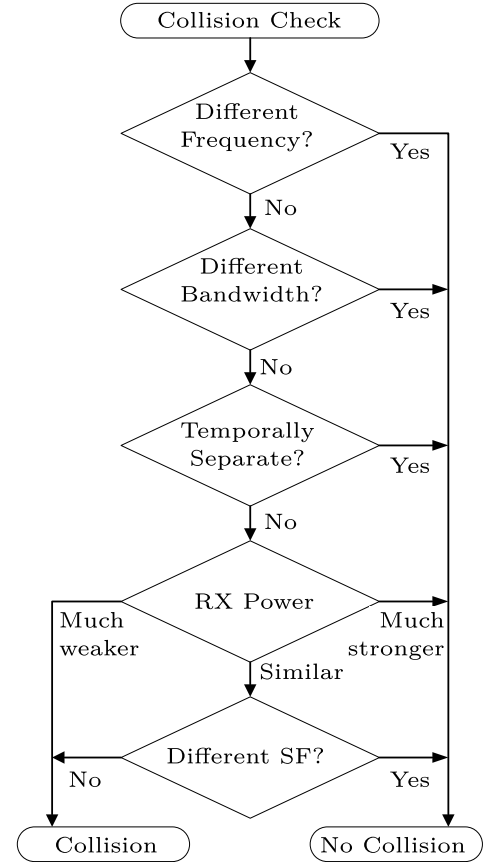 Collision Check
Different
Frequency?
Yes
No
Different
Bandwidth?
Yes
No
Temporally
Separate?
Yes
No
RX Power
Much
weaker
Much
stronger
Similar
Different SF?
No
Yes
Collision
No Collision